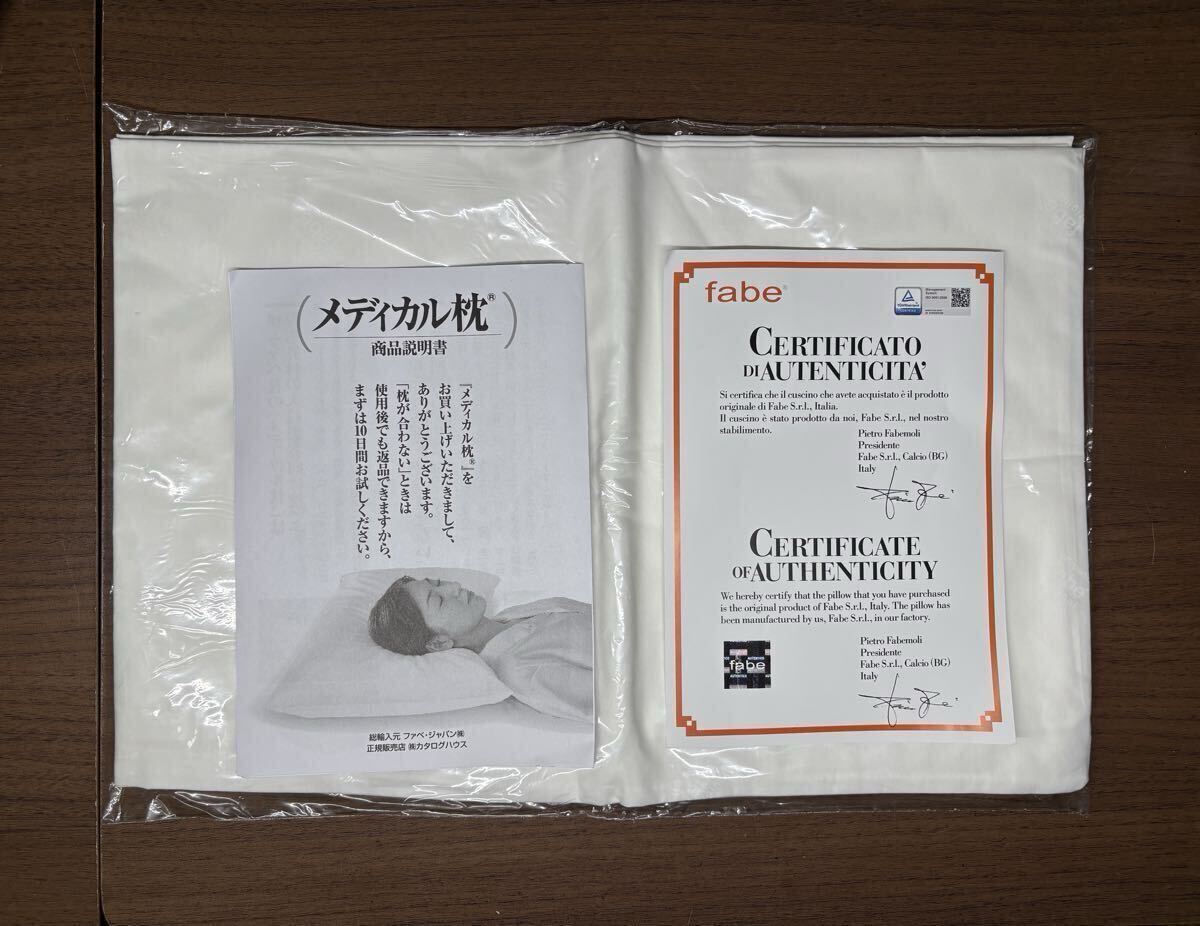 メディカル枕®
商品説明書
『メディカル枕®』を
お買い上げいただきまして、
ありがとうございます。
「枕が合わない」ときは
使用後でも返品できますから、
まずは10日間お試しください。
総輸入元 ファベ・ジャパン㈱
正規販売店 ㈱カタログハウス
fabe®
Management
System
ISO 9001:2008
CERTIFICATO
DI AUTENTICITA'
Si certifica che il cuscino che avete acquistato è il prodotto
originale di Fabe S.r.l., Italia.
Il cuscino è stato prodotto da noi, Fabe S.r.l., nel nostro
stabilimento.
Pietro Fabemoli
Presidente
Fabe S.r.l., Calcio (BG)
Italy
CERTIFICATE
OF AUTHENTICITY
We hereby certify that the pillow that you have purchased
is the original product of Fabe S.r.l., Italy. The pillow has
been manufactured by us, Fabe S.r.l., in our factory.
fabe
Pietro Fabemoli
Presidente
Fabe S.r.l., Calcio (BG)
Italy